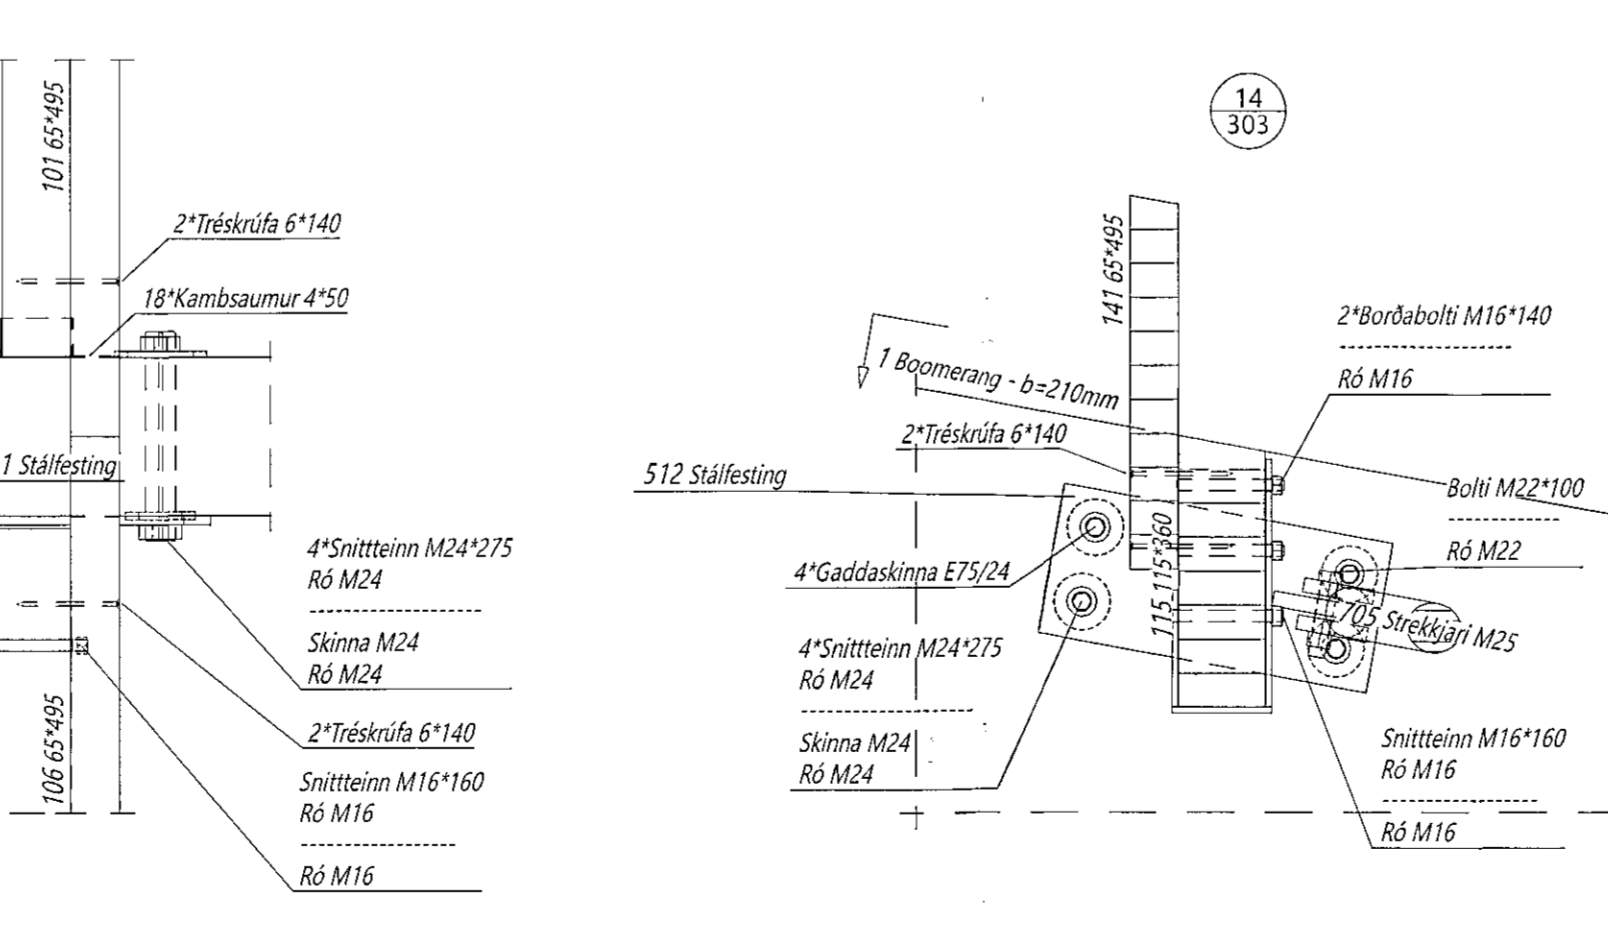 101 65*495
2*Tréskrúfa 6*140
18*Kambsaumur 4*50
1 Stálfesting
4*Snittteinn M24*275
Ró M24
Skinna M24
Ró M24
2*Tréskrúfa 6*140
106 65*495
Snittteinn M16*160
Ró M16
Ró M16
14
303
141 65*495
2*Borðabolti M16*140
Ró M16
1 Boomerang - b=210mm
2*Tréskrúfa 6*140
512 Stálfesting
Bolti M22*100
Ró M22
4*Gaddaskinna E75/24
115 115*360
705 Strekkjari M25
4*Snittteinn M24*275
Ró M24
Skinna M24
Ró M24
Snittteinn M16*160
Ró M16
Ró M16